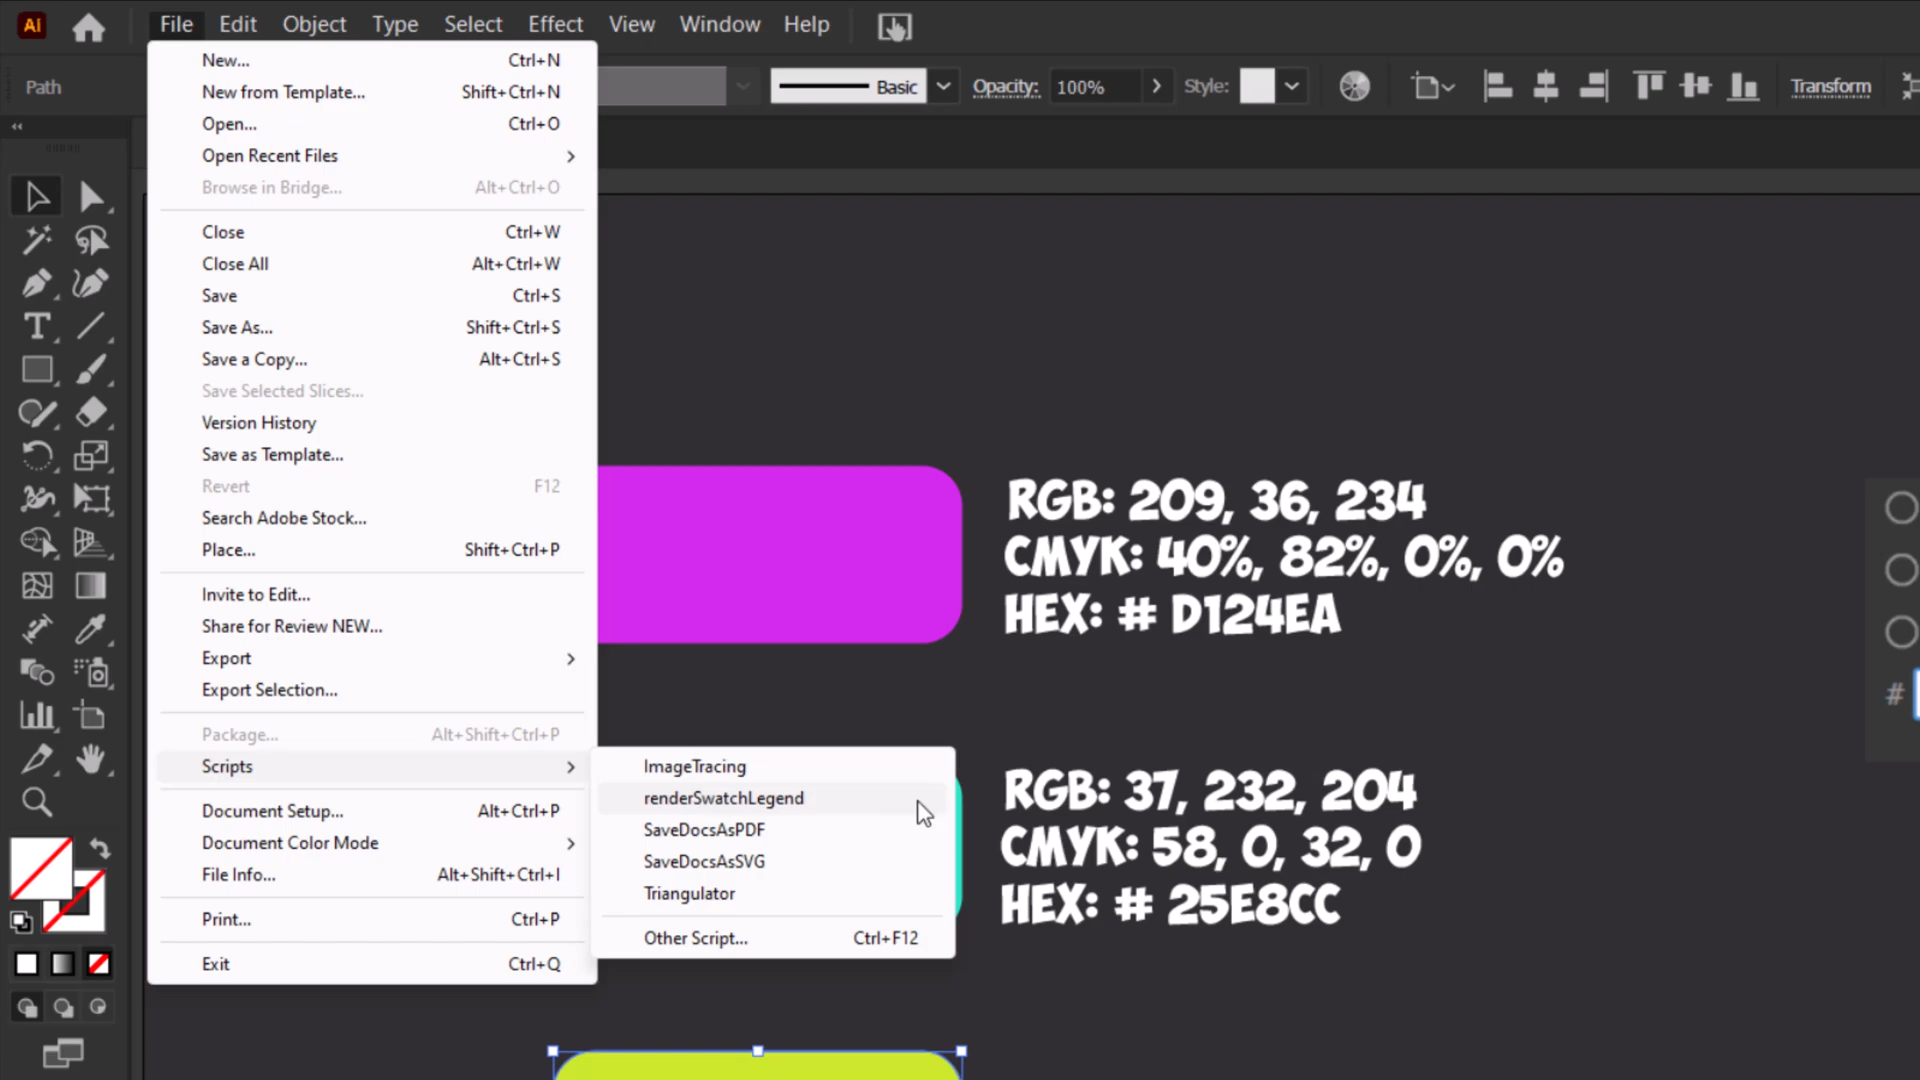 Ai File Edit Object Type Select Effect View Window Help
Path
Basic Opacity: 100% Style: Transform
New... Ctrl+N
New from Template... Shift+Ctrl+N
Open... Ctrl+O
Open Recent Files
Browse in Bridge... Alt+Ctrl+O
Close Ctrl+W
Close All Alt+Ctrl+W
Save Ctrl+S
Save As... Shift+Ctrl+S
Save a Copy... Alt+Ctrl+S
Save Selected Slices...
Version History
Save as Template...
Revert F12
Search Adobe Stock...
Place... Shift+Ctrl+P
Invite to Edit...
Share for Review NEW...
Export
Export Selection...
Package... Alt+Shift+Ctrl+P
Scripts
Document Setup... Alt+Ctrl+P
Document Color Mode
File Info... Alt+Shift+Ctrl+I
Print... Ctrl+P
Exit Ctrl+Q
ImageTracing
renderSwatchLegend
SaveDocsAsPDF
SaveDocsAsSVG
Triangulator
Other Script... Ctrl+F12
RGB: 209, 36, 234
CMYK: 40%, 82%, 0%, 0%
HEX: # D124EA
RGB: 37, 232, 204
CMYK: 58, 0, 32, 0
HEX: # 25E8CC
#